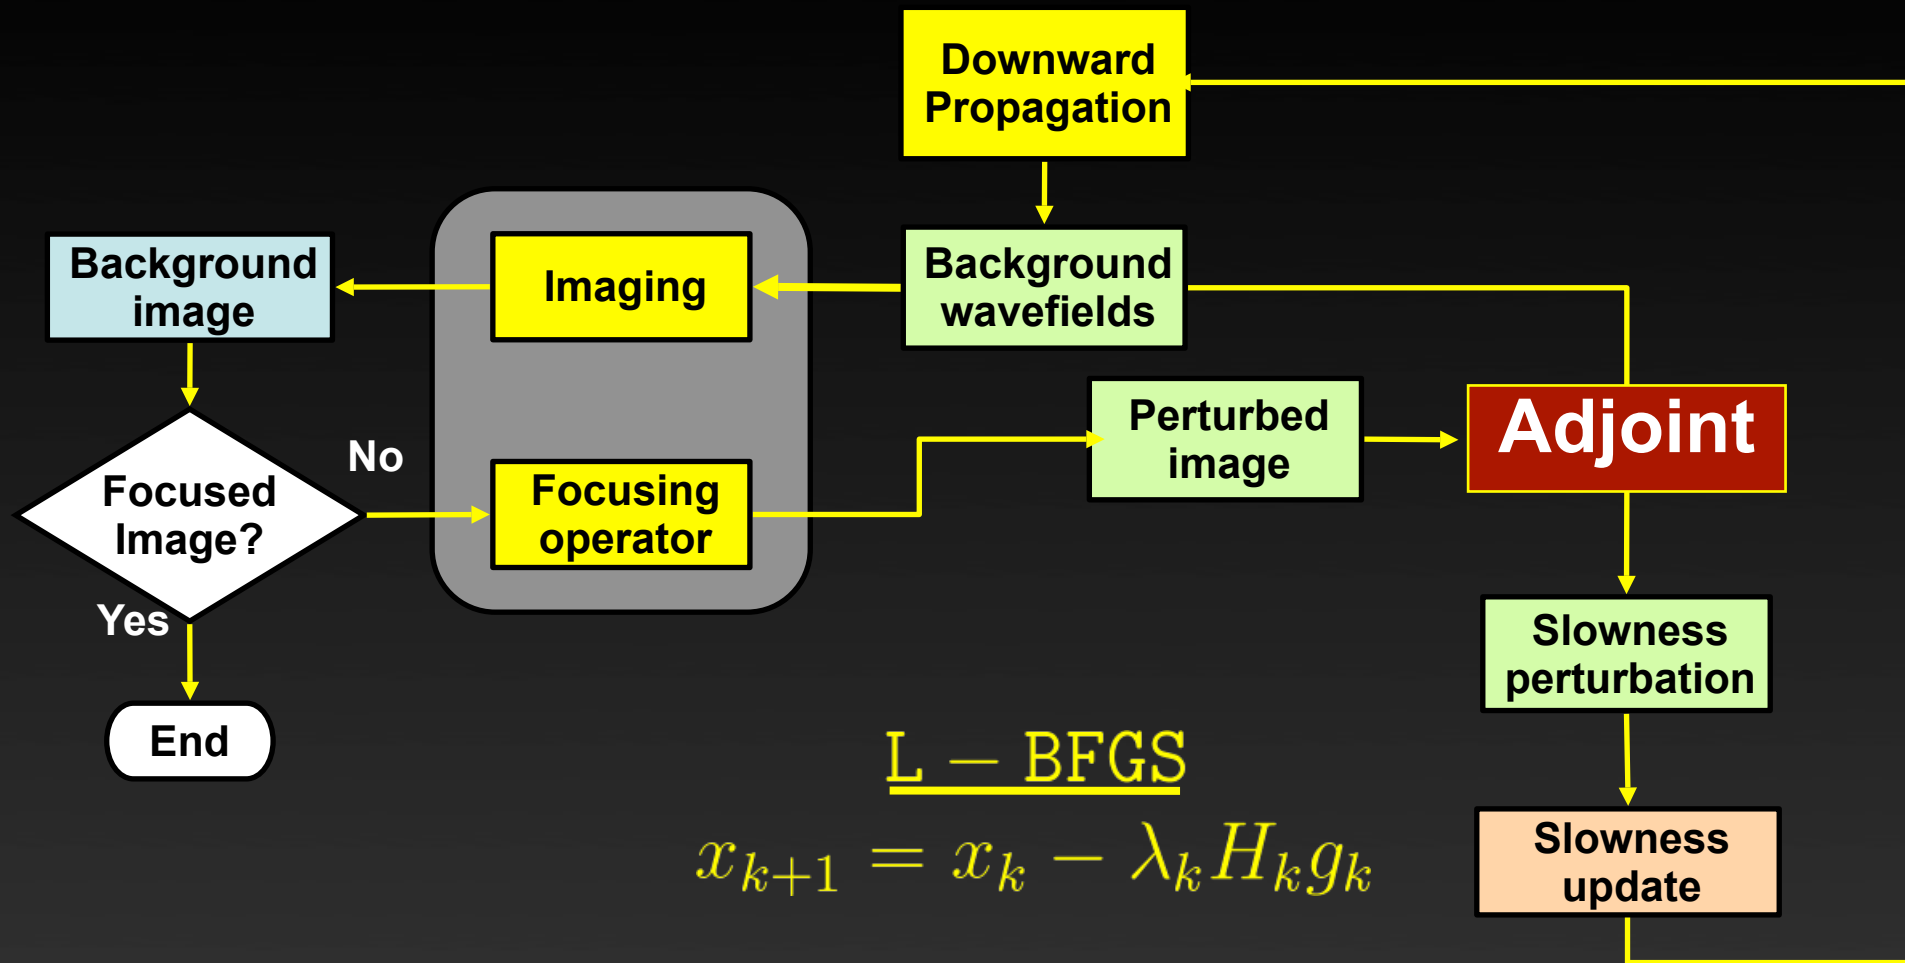 Downward
Propagation
Background
image
Imaging
Background
wavefields
Perturbed
image
Adjoint
No
Focused
Image?
Focusing
operator
Yes
Slowness
perturbation
End
L − BFGS
x_{k+1} = x_k − λ_k H_k g_k
Slowness
update